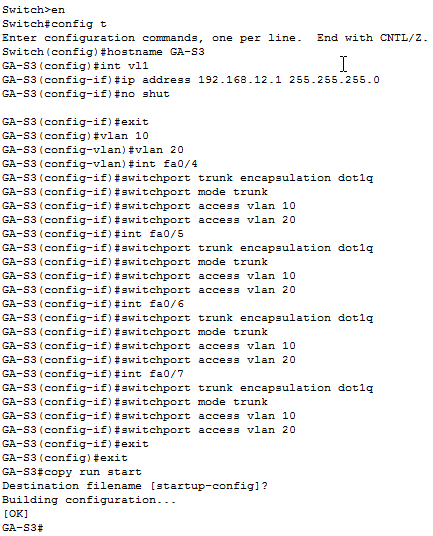 Switch>en
Switch#config t
Enter configuration commands, one per line.  End with CNTL/Z.
Switch(config)#hostname GA-S3
GA-S3(config)#int vl1
GA-S3(config-if)#ip address 192.168.12.1 255.255.255.0
GA-S3(config-if)#no shut

GA-S3(config-if)#exit
GA-S3(config)#vlan 10
GA-S3(config-vlan)#vlan 20
GA-S3(config-vlan)#int fa0/4
GA-S3(config-if)#switchport trunk encapsulation dot1q
GA-S3(config-if)#switchport mode trunk
GA-S3(config-if)#switchport access vlan 10
GA-S3(config-if)#switchport access vlan 20
GA-S3(config-if)#int fa0/5
GA-S3(config-if)#switchport trunk encapsulation dot1q
GA-S3(config-if)#switchport mode trunk
GA-S3(config-if)#switchport access vlan 10
GA-S3(config-if)#switchport access vlan 20
GA-S3(config-if)#int fa0/6
GA-S3(config-if)#switchport trunk encapsulation dot1q
GA-S3(config-if)#switchport mode trunk
GA-S3(config-if)#switchport access vlan 10
GA-S3(config-if)#switchport access vlan 20
GA-S3(config-if)#int fa0/7
GA-S3(config-if)#switchport trunk encapsulation dot1q
GA-S3(config-if)#switchport mode trunk
GA-S3(config-if)#switchport access vlan 10
GA-S3(config-if)#switchport access vlan 20
GA-S3(config-if)#exit
GA-S3(config)#exit
GA-S3#copy run start
Destination filename [startup-config]?
Building configuration...
[OK]
GA-S3#